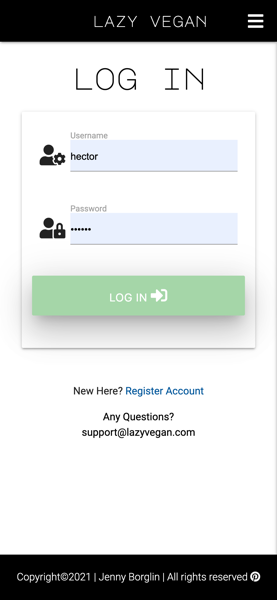 LAZY VEGAN
LOG IN
Username
hector
Password
••••••
LOG IN
New Here? Register Account
Any Questions?
support@lazyvegan.com
Copyright©2021 | Jenny Borglin | All rights reserved